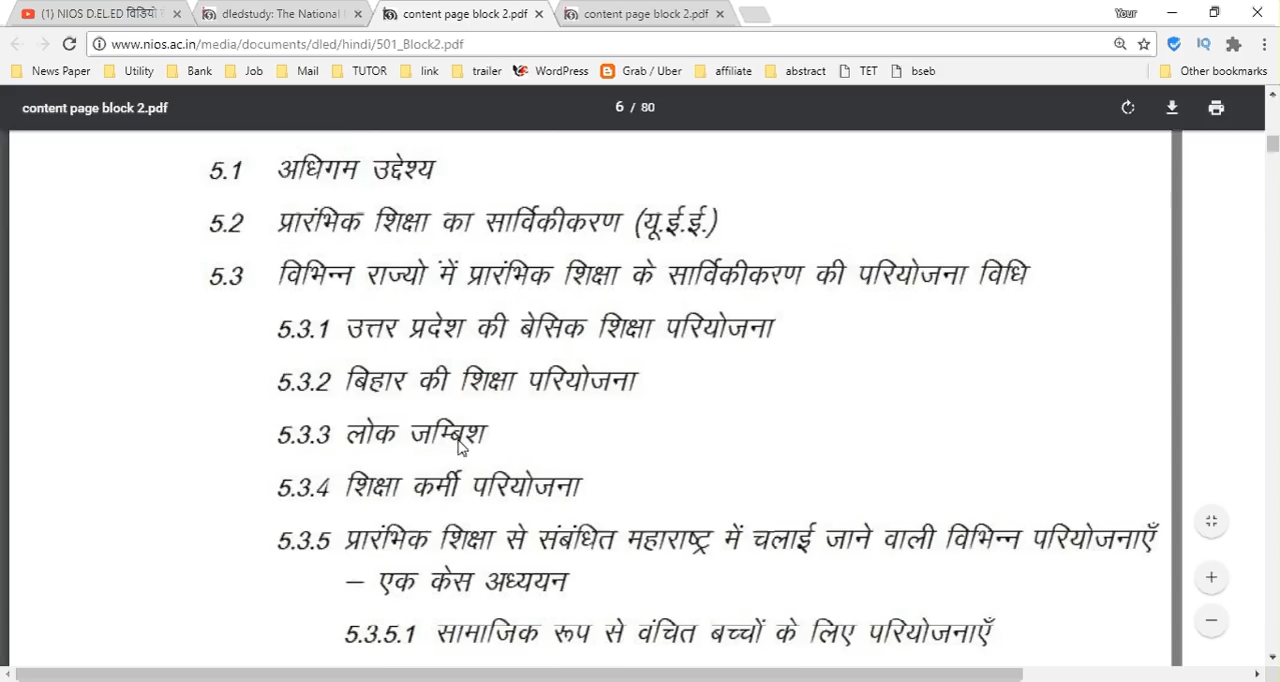 (1) NIOS D.EL.ED विडियो
dledstudy: The National
content page block 2.pdf
content page block 2.pdf
Your
www.nios.ac.in/media/documents/dled/hindi/501_Block2.pdf
IQ
News Paper Utility Bank Job Mail TUTOR link trailer WordPress Grab / Uber affiliate abstract TET bseb Other bookmarks
content page block 2.pdf 6 / 80
5.1 अधिगम उद्देश्य
5.2 प्रारंभिक शिक्षा का सार्विकीकरण (यू.ई.ई.)
5.3 विभिन्न राज्यो ंमें प्रारंभिक शिक्षा के सार्विकीकरण की परियोजना विधि
5.3.1 उत्तर प्रदेश की बेसिक शिक्षा परियोजना
5.3.2 बिहार की शिक्षा परियोजना
5.3.3 लोक जम्बिश
5.3.4 शिक्षा कर्मी परियोजना
5.3.5 प्रारंभिक शिक्षा से संबंधित महाराष्ट्र में चलाई जाने वाली विभिन्न परियोजनाएँ
– एक केस अध्ययन
5.3.5.1 सामाजिक रूप से वंचित बच्चों के लिए परियोजनाएँ